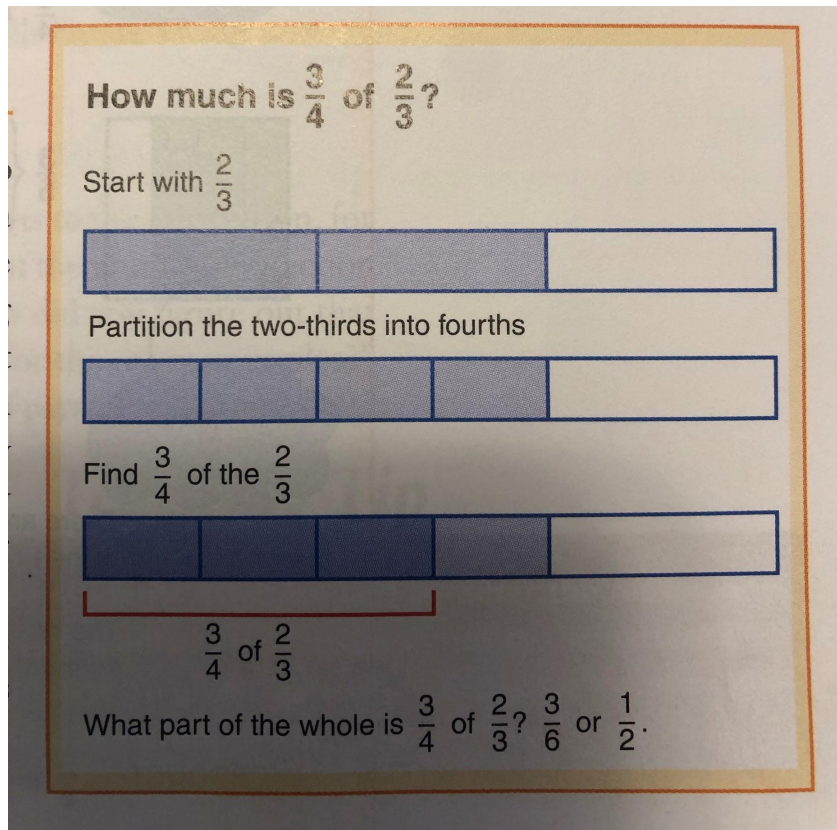 How much is 3/4 of 2/3?
Start with 2/3
Partition the two-thirds into fourths
Find 3/4 of the 2/3
3/4 of 2/3
What part of the whole is 3/4 of 2/3? 3/6 or 1/2.